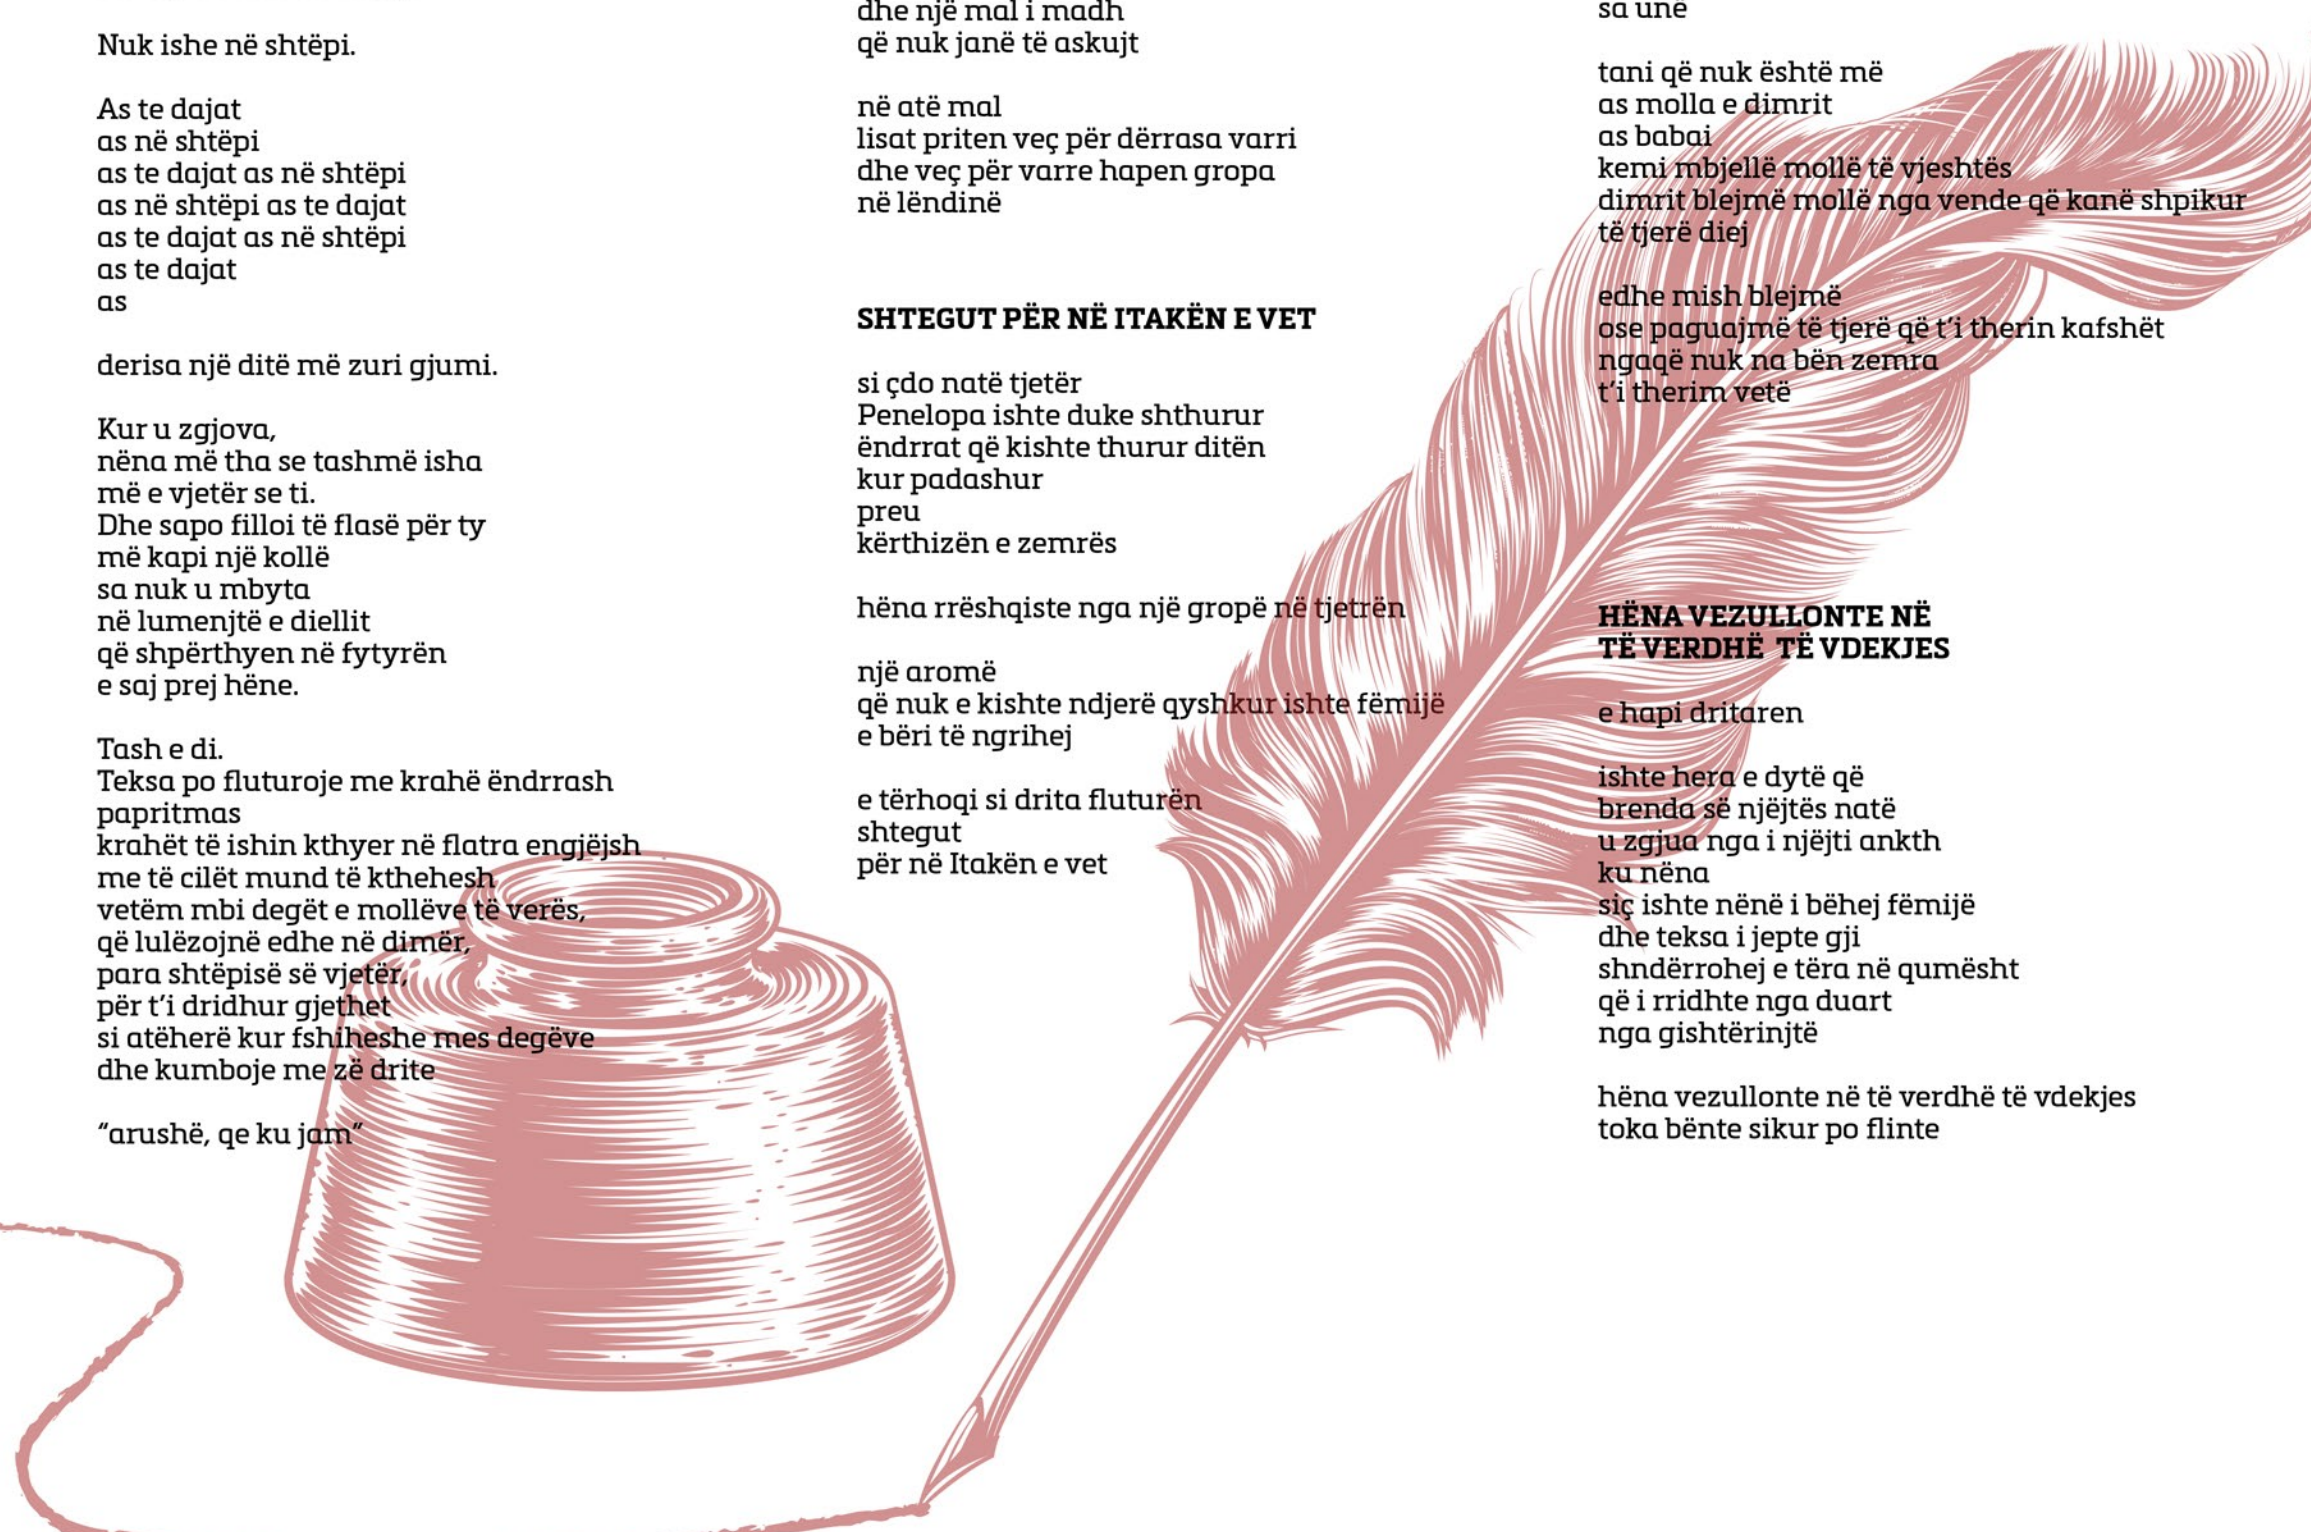 Nuk ishe në shtëpi.
As te dajat
as në shtëpi
as te dajat as në shtëpi
as në shtëpi as te dajat
as te dajat as në shtëpi
as te dajat
as
derisa një ditë më zuri gjumi.
Kur u zgjova,
nëna më tha se tashmë isha
më e vjetër se ti.
Dhe sapo filloi të flasë për ty
më kapi një kollë
sa nuk u mbyta
në lumenjtë e diellit
që shpërthyen në fytyrën
e saj prej hëne.
Tash e di.
Teksa po fluturoje me krahë ëndrrash
papritmas
krahët të ishin kthyer në flatra engjëjsh
me të cilët mund të kthehesh
vetëm mbi degët e mollëve të verës,
që lulëzojnë edhe në dimër,
para shtëpisë së vjetër,
për t’i dridhur gjethet
si atëherë kur fshiheshe mes degëve
dhe kumboje me zë drite
“arushë, qe ku jam”
dhe një mal i madh
që nuk janë të askujt
në atë mal
lisat priten veç për dërrasa varri
dhe veç për varre hapen gropa
në lëndinë
SHTEGUT PËR NË ITAKËN E VET
si çdo natë tjetër
Penelopa ishte duke shthurur
ëndrrat që kishte thurur ditën
kur padashur
preu
kërthizën e zemrës
hëna rrëshqiste nga një gropë në tjetrën
një aromë
që nuk e kishte ndjerë qyshkur ishte fëmijë
e bëri të ngrihej
e tërhoqi si drita fluturën
shtegut
për në Itakën e vet
sa unë
tani që nuk është më
as molla e dimrit
as babai
kemi mbjellë mollë të vjeshtës
dimrit blejmë mollë nga vende që kanë shpikur
të tjerë diej
edhe mish blejmë
ose paguajmë të tjerë që t’i therin kafshët
ngaqë nuk na bën zemra
t’i therim vetë
HËNA VEZULLONTE NË
TË VERDHË TË VDEKJES
e hapi dritaren
ishte hera e dytë që
brenda së njëjtës natë
u zgjua nga i njëjti ankth
ku nëna
siç ishte nënë i bëhej fëmijë
dhe teksa i jepte gji
shndërrohej e tëra në qumësht
që i rridhte nga duart
nga gishtërinjtë
hëna vezullonte në të verdhë të vdekjes
toka bënte sikur po flinte